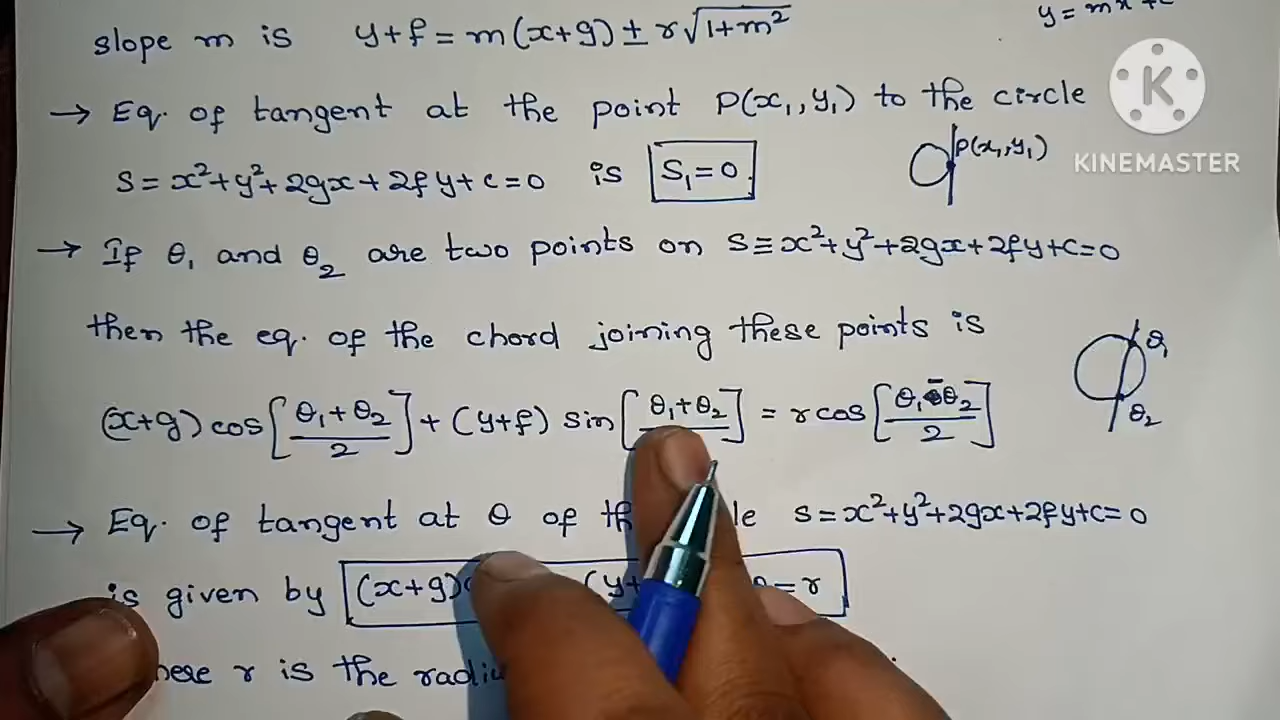 y = mx +
slope m is y+f = m(x+g) ± r√1+m²
→ Eq. of tangent at the point P(x₁, y₁) to the circle
P(x₁, y₁)
K
KINEMASTER
S = x²+y²+2gx+2fy+c=0 is S₁=0
→ If θ₁ and θ₂ are two points on S≡x²+y²+2gx+2fy+c=0
then the eq. of the chord joining these points is
θ₁
θ₂
(x+g) cos[θ₁+θ₂/2] + (y+f) sin[θ₁+θ₂] = r cos[θ₁-θ₂/2]
→ Eq. of tangent at θ of th le S=x²+y²+2gx+2fy+c=0
is given by (x+g) (y+ = r
here r is the radiu